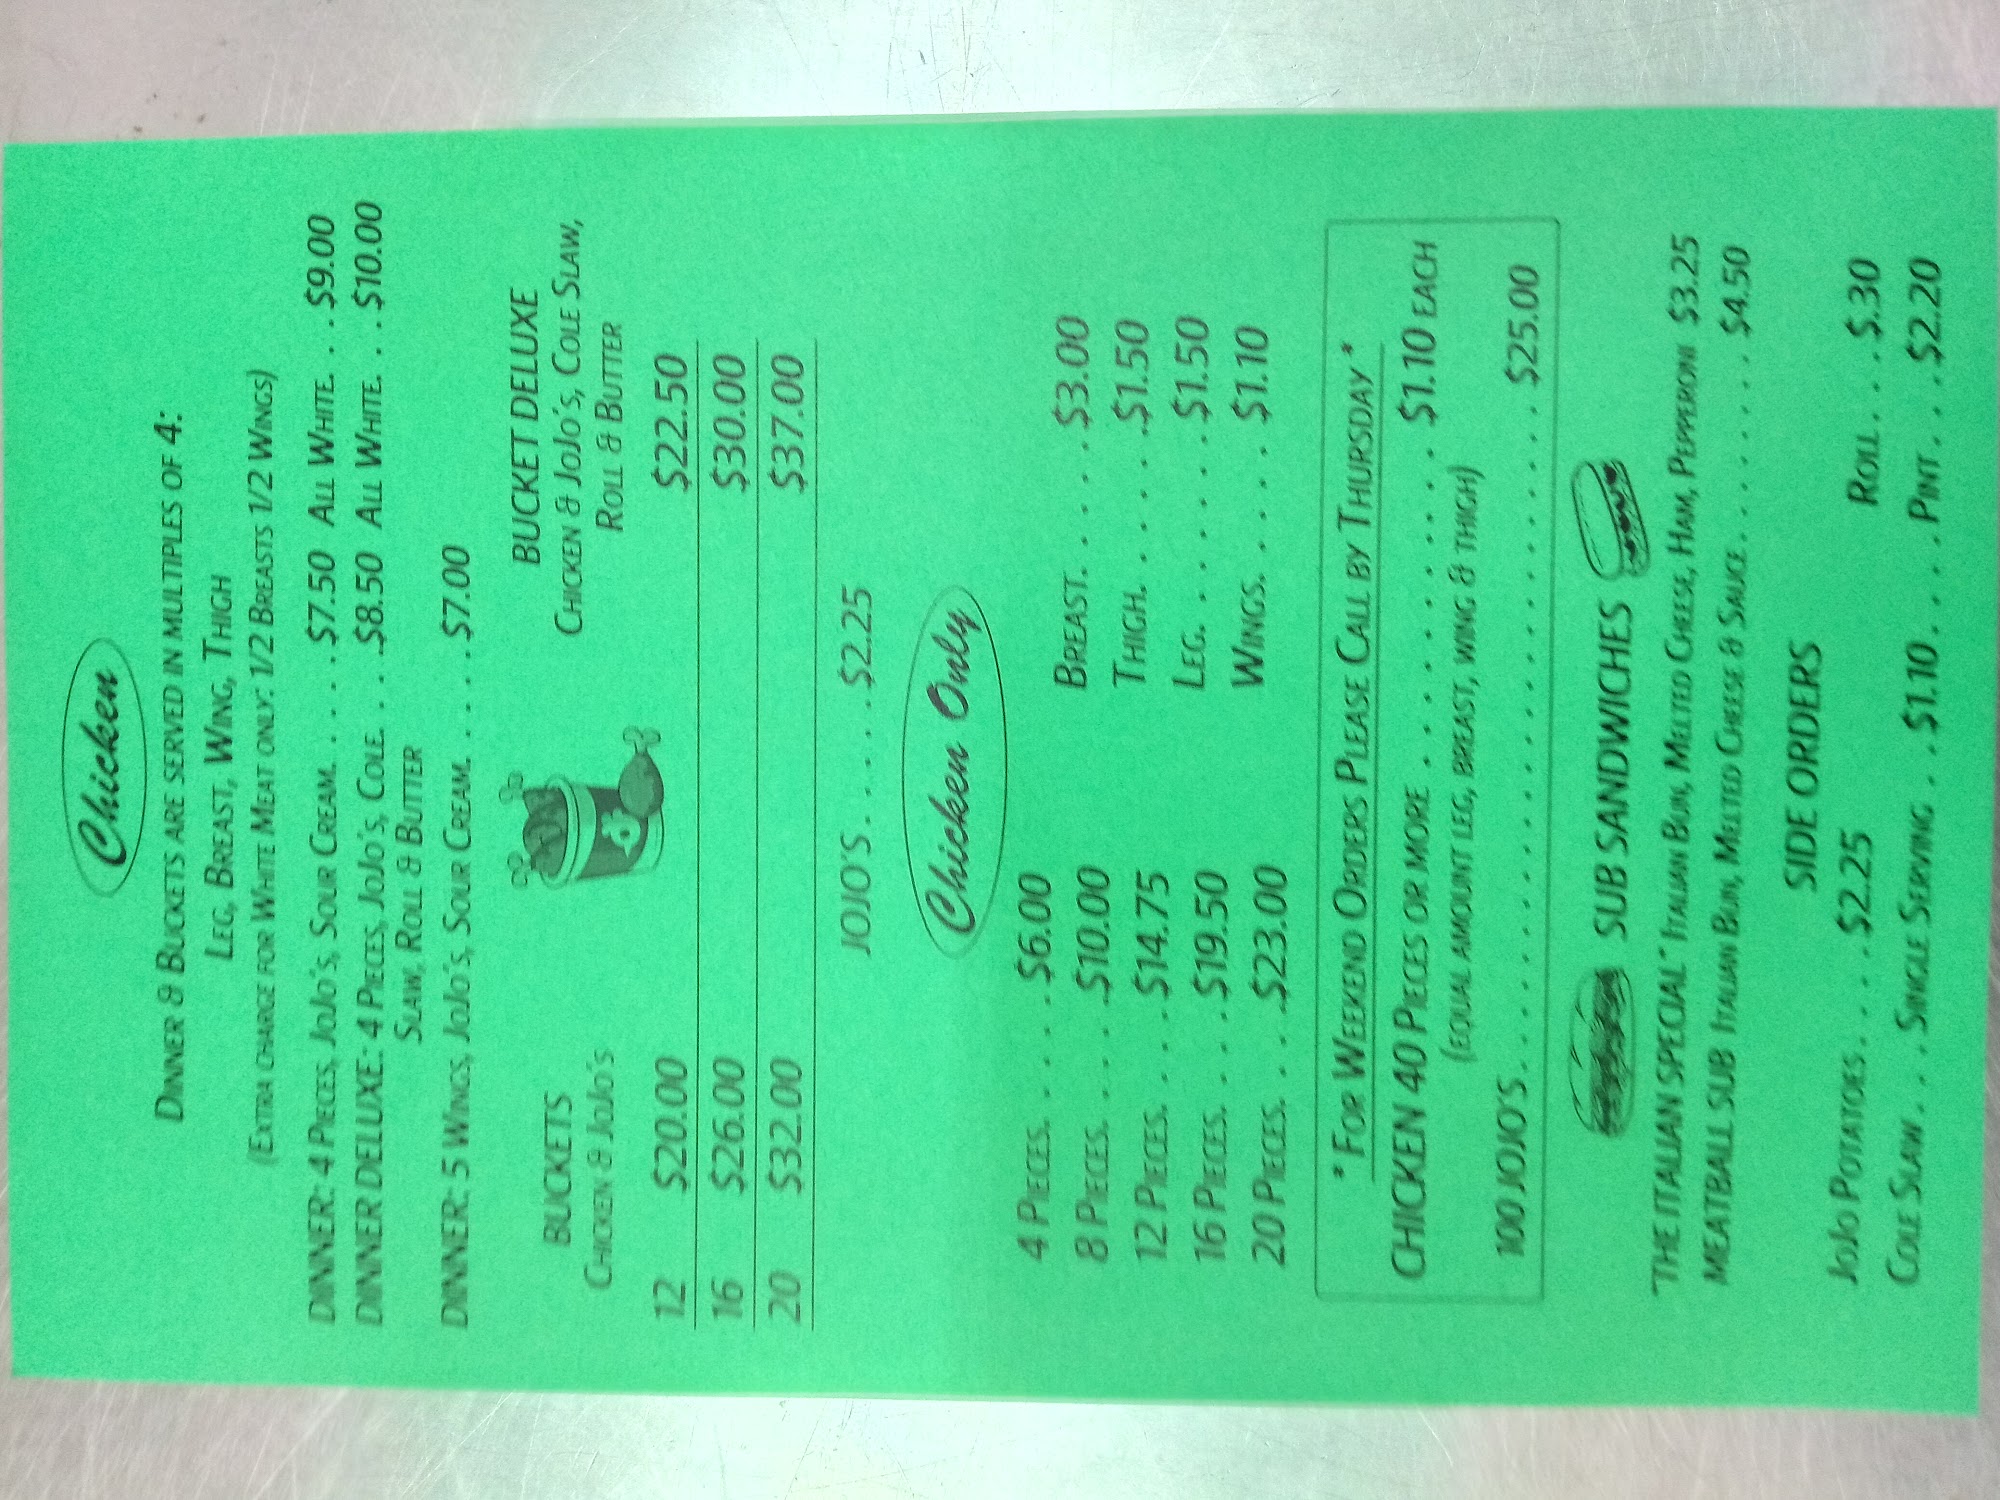 Chicken
DINNER & BUCKETS ARE SERVED IN MULTIPLES OF 4:
LEG, BREAST, WING, THIGH
(EXTRA CHARGE FOR WHITE MEAT ONLY: 1/2 BREASTS 1/2 WINGS)
DINNER: 4 PIECES, JOJO'S, SOUR CREAM. . . . .$7.50 ALL WHITE. . .$9.00
DINNER DELUXE: 4 PIECES, JOJO'S, COLE. . . .$8.50 ALL WHITE. . .$10.00
SLAW, ROLL & BUTTER
DINNER: 5 WINGS, JOJO'S, SOUR CREAM. . . . .$7.00
BUCKETS
CHICKEN & JOJO'S
BUCKET DELUXE
CHICKEN & JOJO'S, COLE SLAW,
ROLL & BUTTER
12 $20.00 $22.50
16 $26.00 $30.00
20 $32.00 $37.00
JOJO'S. . . . . .$2.25
Chicken Only
4 PIECES. . . . .$6.00 BREAST. . . . .$3.00
8 PIECES. . . . .$10.00 THIGH. . . . . .$1.50
12 PIECES. . . .$14.75 LEG. . . . . . .$1.50
16 PIECES. . . .$19.50 WINGS. . . . .$1.10
20 PIECES. . . .$23.00
*FOR WEEKEND ORDERS PLEASE CALL BY THURSDAY*
CHICKEN 40 PIECES OR MORE . . . . . . . . . . . . $1.10 EACH
(EQUAL AMOUNT LEG, BREAST, WING & THIGH)
100 JOJO'S. . . . . . . . . . . . . . . . . . . . . . . . . $25.00
SUB SANDWICHES
"THE ITALIAN SPECIAL" ITALIAN BUN, MELTED CHEESE, HAM, PEPPERONI $3.25
MEATBALL SUB ITALIAN BUN, MELTED CHEESE & SAUCE. . . . . . . . $4.50
SIDE ORDERS
JOJO POTATOES. . . . .$2.25 ROLL. . . .$.30
COLE SLAW. . . SINGLE SERVING . . .$1.10. . . . .PINT. . . .$2.20